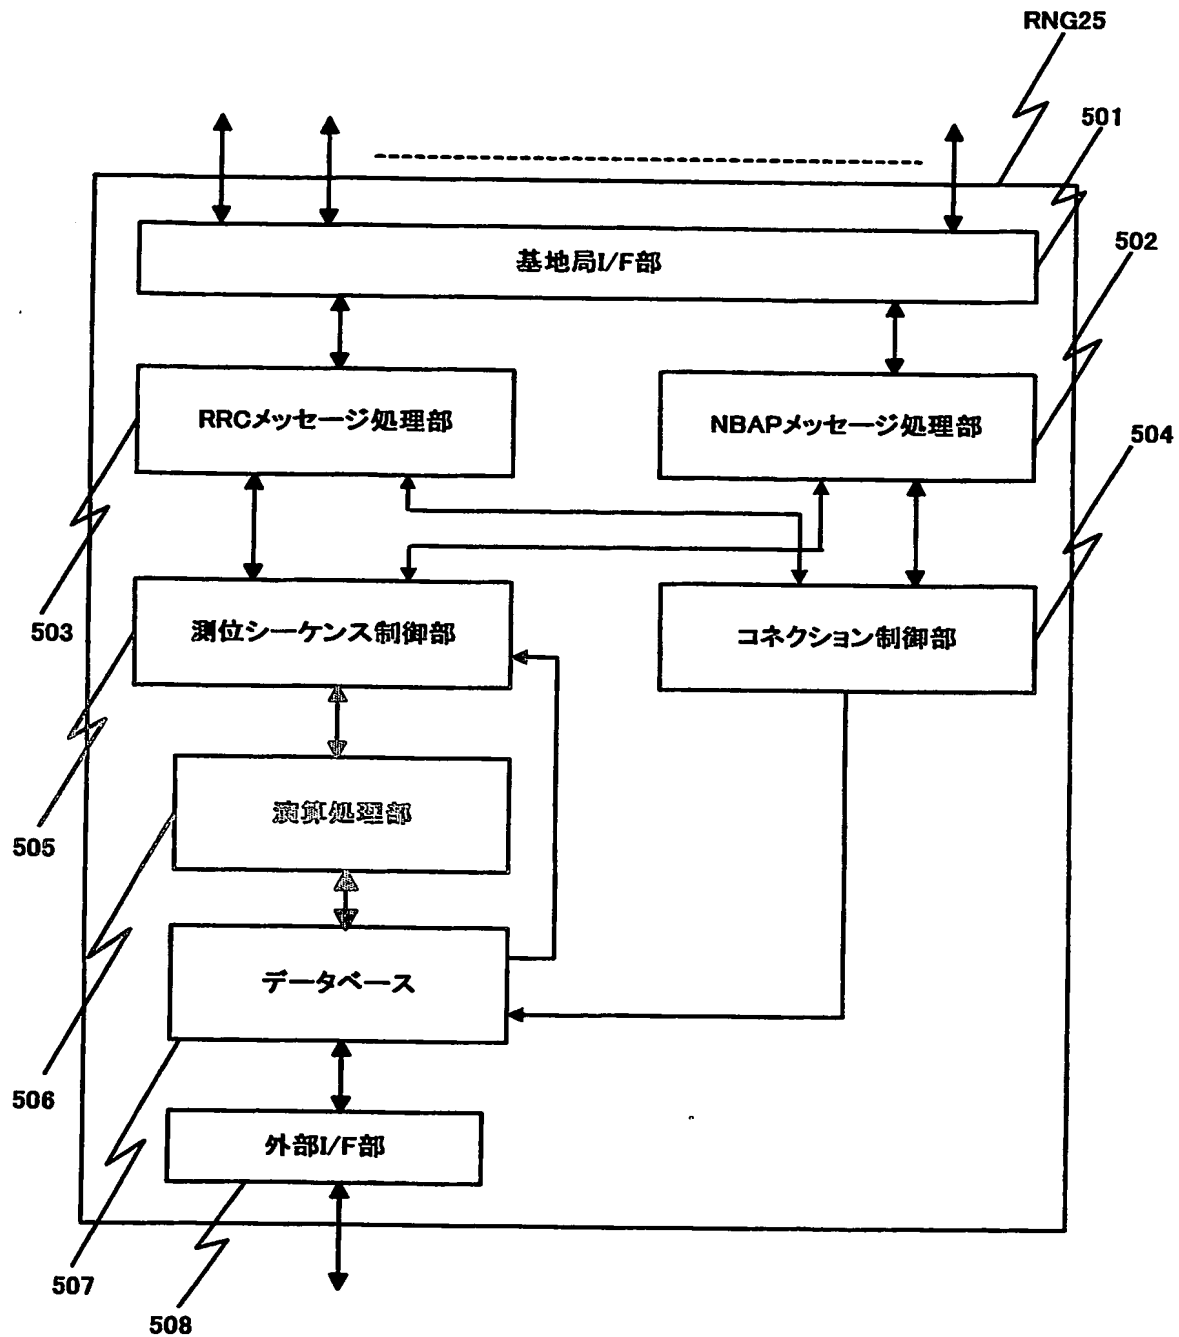 RNG25
501
基地局I/F部
502
RRCメッセージ処理部
NBAPメッセージ処理部
504
503
測位シーケンス制御部
コネクション制御部
505
演算処理部
データベース
506
外部I/F部
507
508